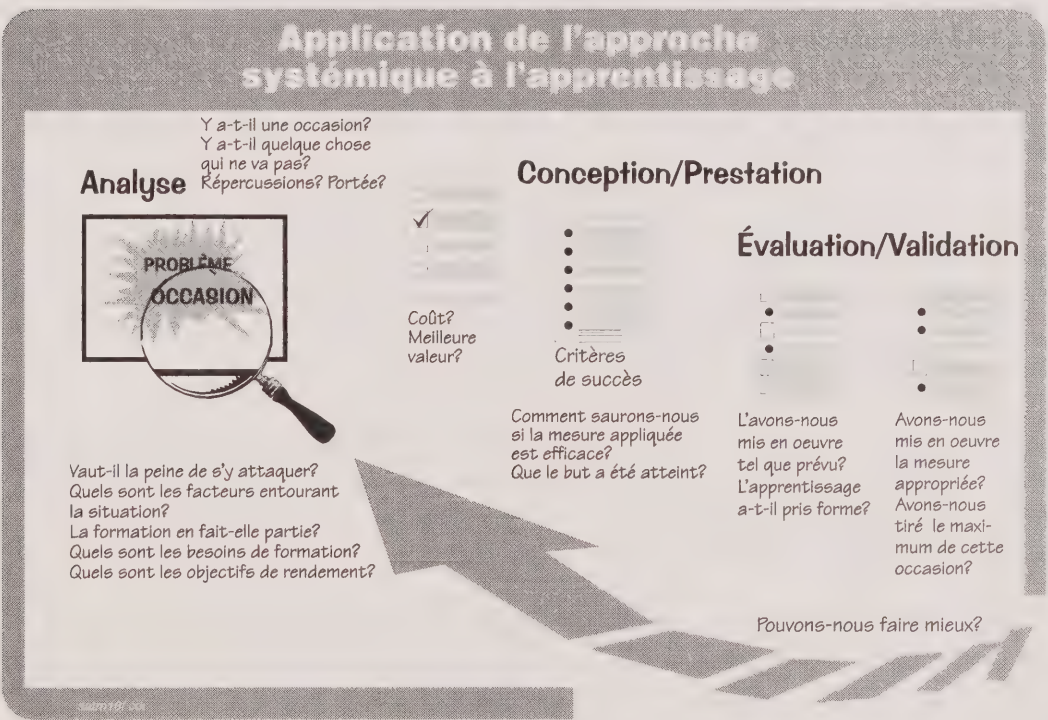 Application de l'approche
systémique à l'apprentissage
Y a-t-il une occasion?
Y a-t-il quelque chose
qui ne va pas?
Répercussions? Portée?
Analyse
PROBLÈME
OCCASION
Vaut-il la peine de s'y attaquer?
Quels sont les facteurs entourant
la situation?
La formation en fait-elle partie?
Quels sont les besoins de formation?
Quels sont les objectifs de rendement?
Coût?
Meilleure
valeur?
Conception/Prestation
Critères
de succès
Comment saurons-nous
si la mesure appliquée
est efficace?
Que le but a été atteint?
Évaluation/Validation
L'avons-nous
mis en oeuvre
tel que prévu?
L'apprentissage
a-t-il pris forme?
Avons-nous
mis en oeuvre
la mesure
appropriée?
Avons-nous
tiré le maxi-
mum de cette
occasion?
Pouvons-nous faire mieux?